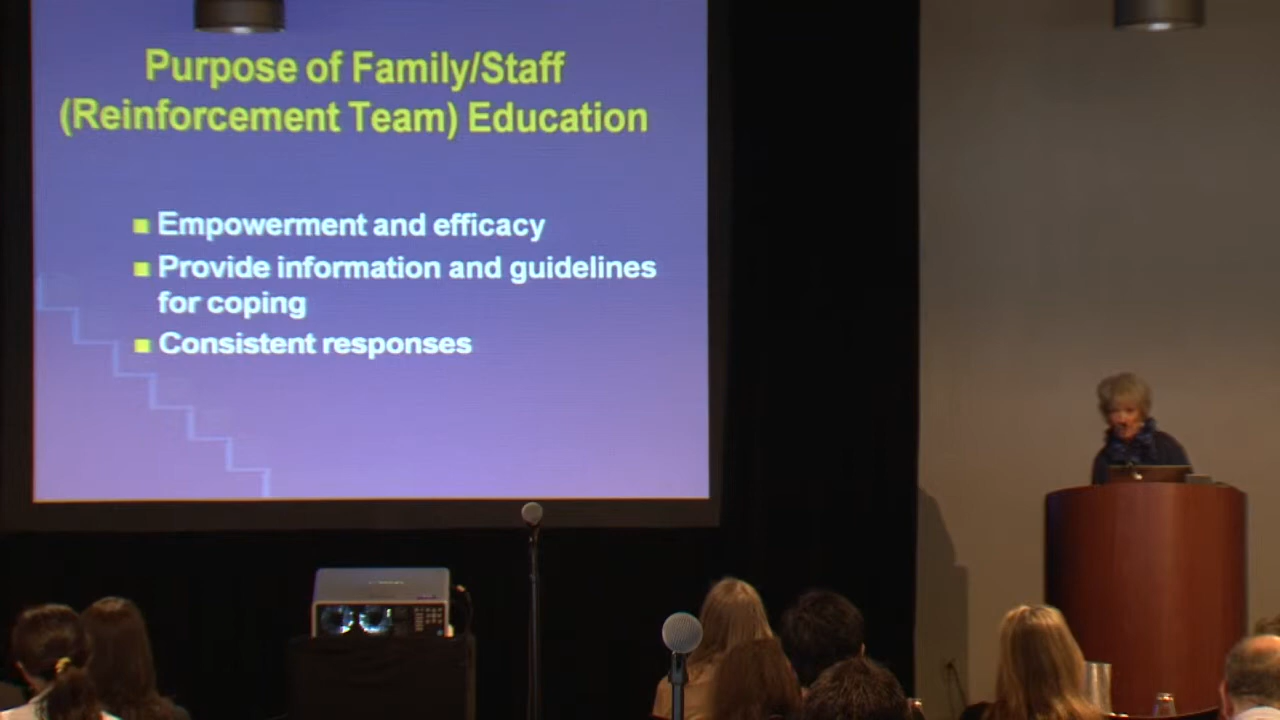 Purpose of Family/Staff
(Reinforcement Team) Education
Empowerment and efficacy
Provide information and guidelines
for coping
Consistent responses